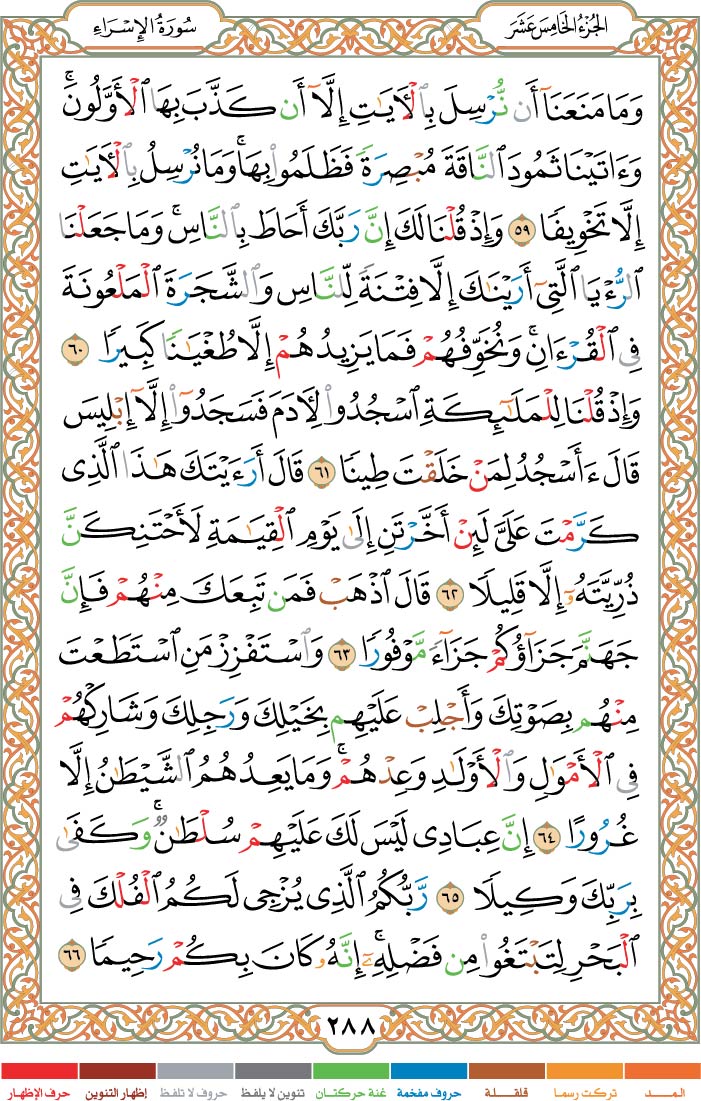 الجُزْءُ الخَامِسَ عَشَرَ
سُورَةُ الإِسْرَاءِ
وَمَا مَنَعَنَآ أَن نُّرْسِلَ بِٱلْأَيَٰتِ إِلَّآ أَن كَذَّبَ بِهَا ٱلْأَوَّلُونَ ۚ
وَءَاتَيْنَا ثَمُودَ ٱلنَّاقَةَ مُبْصِرَةً فَظَلَمُوا۟ بِهَا ۚ وَمَا نُرْسِلُ بِٱلْأَيَٰتِ
إِلَّا تَخْوِيفًا ٥٩ وَإِذْ قُلْنَا لَكَ إِنَّ رَبَّكَ أَحَاطَ بِٱلنَّاسِ ۚ وَمَا جَعَلْنَا
ٱلرُّءْيَا ٱلَّتِىٓ أَرَيْنَٰكَ إِلَّا فِتْنَةً لِّلنَّاسِ وَٱلشَّجَرَةَ ٱلْمَلْعُونَةَ
فِى ٱلْقُرْءَانِ ۚ وَنُخَوِّفُهُمْ فَمَا يَزِيدُهُمْ إِلَّا طُغْيَٰنًا كَبِيرًا ٦٠
وَإِذْ قُلْنَا لِلْمَلَٰٓئِكَةِ ٱسْجُدُوا۟ لِأَدَمَ فَسَجَدُوٓا۟ إِلَّآ إِبْلِيسَ
قَالَ ءَأَسْجُدُ لِمَنْ خَلَقْتَ طِينًا ٦١ قَالَ أَرَءَيْتَكَ هَٰذَا ٱلَّذِى
كَرَّمْتَ عَلَىَّ لَئِنْ أَخَّرْتَنِ إِلَىٰ يَوْمِ ٱلْقِيَٰمَةِ لَأَحْتَنِكَنَّ
ذُرِّيَّتَهُۥٓ إِلَّا قَلِيلًا ٦٢ قَالَ ٱذْهَبْ فَمَن تَبِعَكَ مِنْهُمْ فَإِنَّ
جَهَنَّمَ جَزَآؤُكُمْ جَزَآءً مَّوْفُورًا ٦٣ وَٱسْتَفْزِزْ مَنِ ٱسْتَطَعْتَ
مِنْهُم بِصَوْتِكَ وَأَجْلِبْ عَلَيْهِم بِخَيْلِكَ وَرَجِلِكَ وَشَارِكْهُمْ
فِى ٱلْأَمْوَٰلِ وَٱلْأَوْلَٰدِ وَعِدْهُمْ ۚ وَمَا يَعِدُهُمُ ٱلشَّيْطَٰنُ إِلَّا
غُرُورًا ٦٤ إِنَّ عِبَادِى لَيْسَ لَكَ عَلَيْهِمْ سُلْطَٰنٌ ۚ وَكَفَىٰ
بِرَبِّكَ وَكِيلًا ٦٥ رَّبُّكُمُ ٱلَّذِى يُزْجِى لَكُمُ ٱلْفُلْكَ فِى
ٱلْبَحْرِ لِتَبْتَغُوا۟ مِن فَضْلِهِۦٓ ۚ إِنَّهُۥ كَانَ بِكُمْ رَحِيمًا ٦٦
٢٨٨
المـــد تركت رسما قلقـلة حروف مفخمة غنة حركتان تنوين لا يلفظ حروف لا تلفظ إظهار التنوين حرف الإظهار